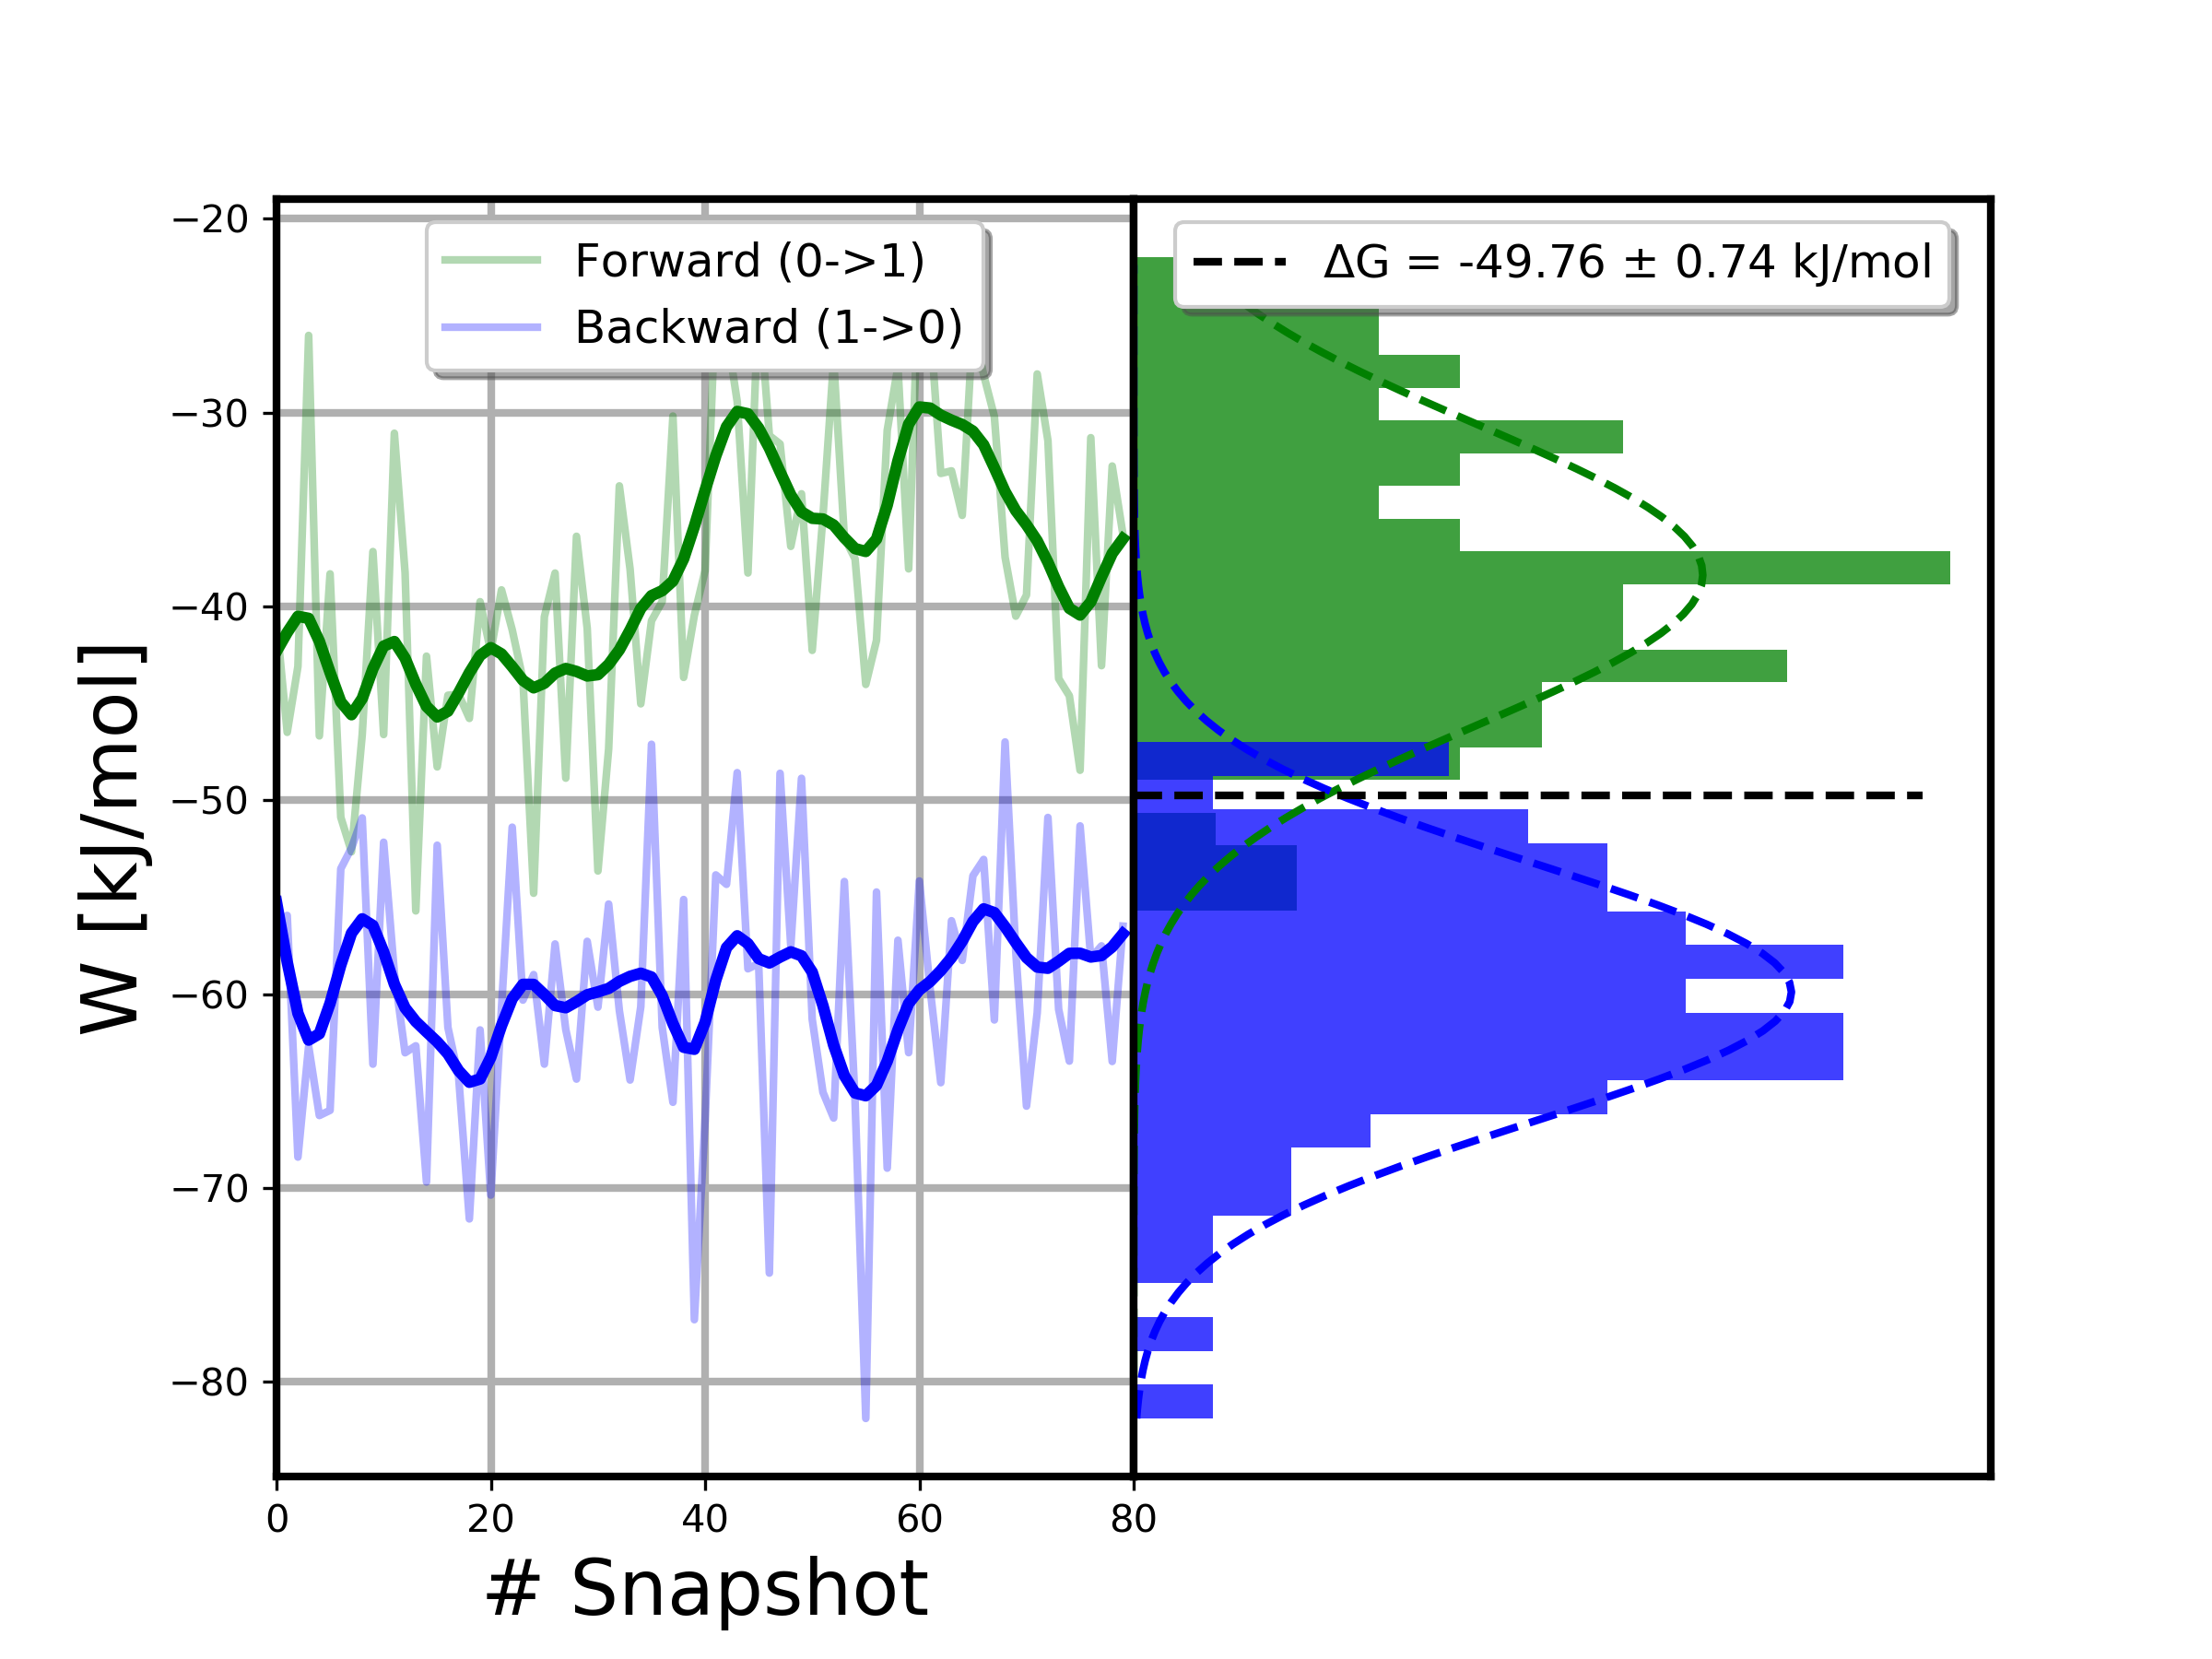 Forward (0->1)
Backward (1->0)
ΔG = -49.76 ± 0.74 kJ/mol
W [kJ/mol]
−20
−30
−40
−50
−60
−70
−80
0 20 40 60 80
# Snapshot